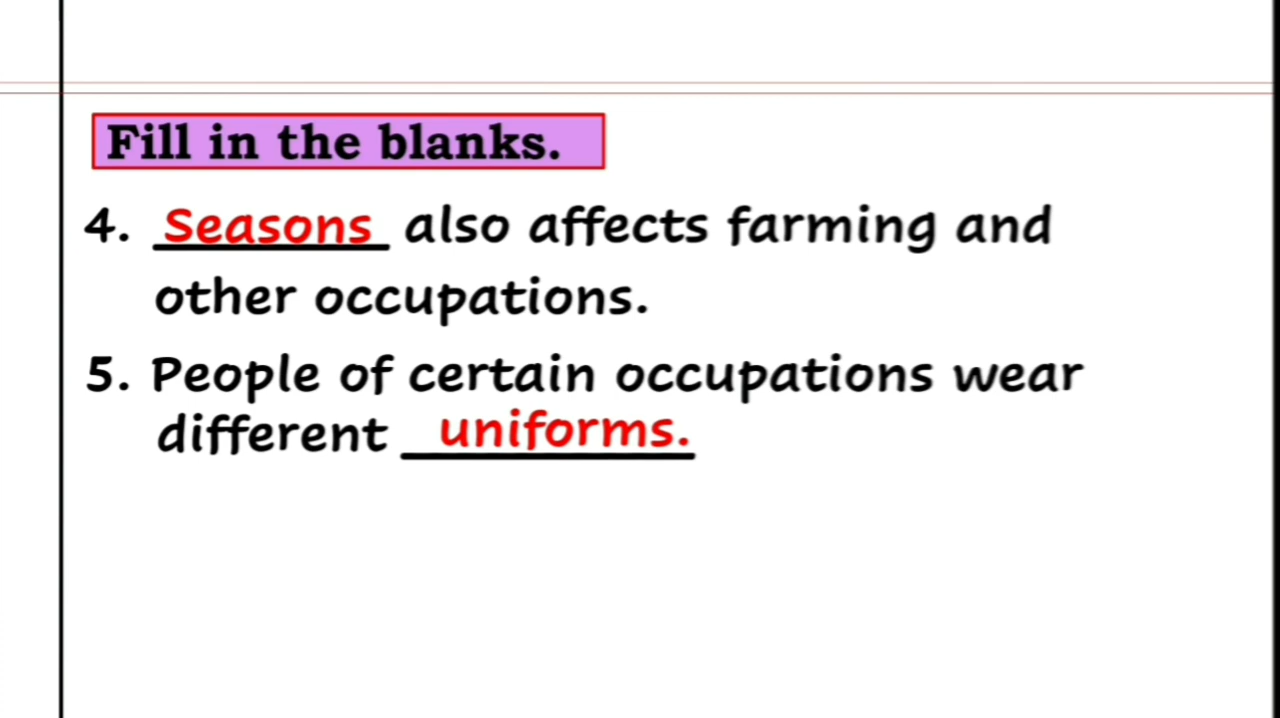 Fill in the blanks.
4. Seasons also affects farming and
other occupations.
5. People of certain occupations wear
different uniforms.